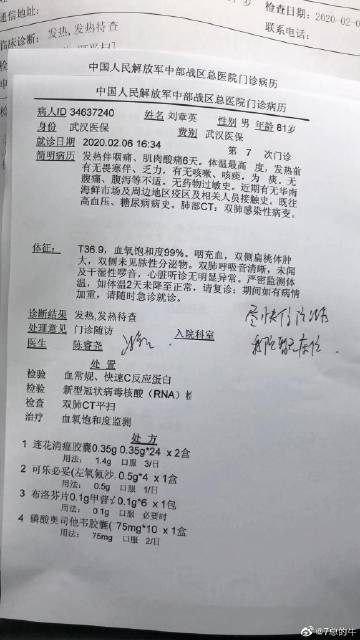 通信地址:
检查日期: 2020-02-0
临床诊断: 发热,发热待查
联系电话:
中国人民解放军中部战区总医院门诊病历
中国人民解放军中部战区总医院门诊病历
病人ID 34637240 姓名 刘章英 性别 男 年龄 81岁
身份 武汉医保 费别 武汉医保
就诊日期 2020.02.06 16:34 第 7 次门诊
简明病历 发热伴咽痛、肌肉酸痛6天。体温最高 度，发热前
有无畏寒伴、乏力，有无咳嗽、咳痰，为 痰，无
腹痛、腹泻等不适。无药物过敏史。近期有无华南
海鲜市场及周边地区疫区及相关人员接触史。既往
高血压、糖尿病病史。肺部CT：双肺感染性病变。
体征: T36.9，血氧饱和度99%。咽充血，双侧扁桃体肿
大，双侧未见脓性分泌物。双肺呼吸音清晰，未闻
及干湿性啰音，心脏听诊无明显异常。严密监测体
温，如体温2天未降至正常，请复诊；期间如有病情
加重，请随时急诊就诊。
诊断结果 发热,发热待查
处理意见 门诊随访 入院科室
医生 陈睿尧
处 置
检验 血常规、快速C反应蛋白
检验 新型冠状病毒核酸（RNA）检
检查 双肺CT平扫
治疗 血氧饱和度监测
处 方
1 连花清瘟胶囊0.35g 0.35g*24 x 2盒
用法: 1.4g 口服 3/日
2 可乐必妥(左氧氟沙 0.5g*4 x 1盒
用法: 0.5g 口服 1/日
3 布洛芬片0.1g甲普 0.1g*6 x 1包
用法: 0.1g 口服 必要时
4 磷酸奥司他韦胶囊( 75mg*10 x 1盒
用法: 75mg 口服 2/日